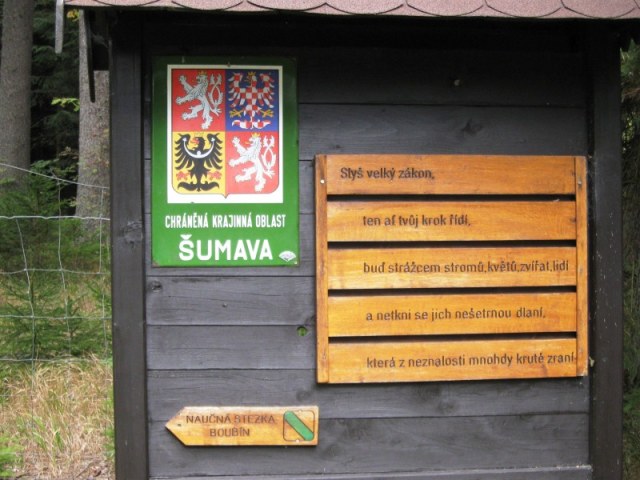 CHRÁNĚNÁ KRAJINNÁ OBLAST
ŠUMAVA
Slyš velký zákon,
ten ať tvůj krok řídí,
buď strážcem stromů,květů,zvířat,lidí
a netkni se jich nešetrnou dlaní,
která z neznalosti mnohdy krutě zraní.
NAUČNÁ STEZKA
BOUBÍN